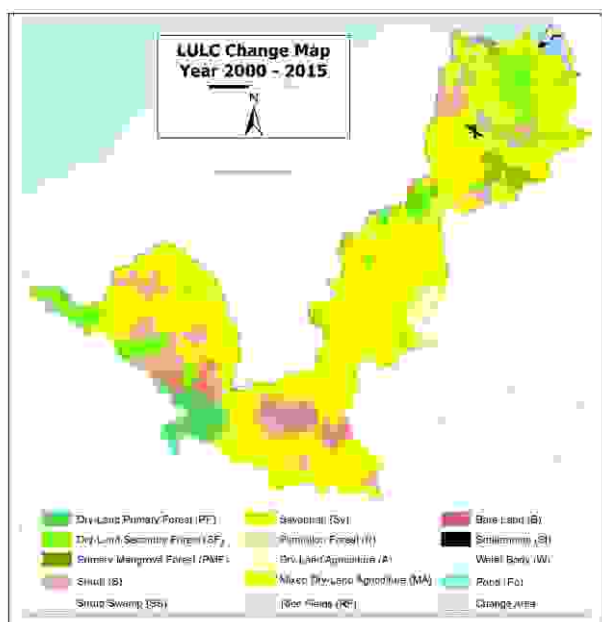 LULC Change Map
Year 2000 - 2015
N
Dry-Land Primary Forest (PF)
Savannah (Sv)
Bare Land (B)
Dry-Land Secondary Forest (SF)
Plantation Forest
Settlements (St)
Primary Mangrove Forest (PMF)
Dry-Land Agriculture (A)
Water Body (W)
Shrub (S)
Mixed Dry-Land Agriculture (MA)
Pond (Po)
Shrub Swamp (SS)
Rice Fields (RF)
Change Area